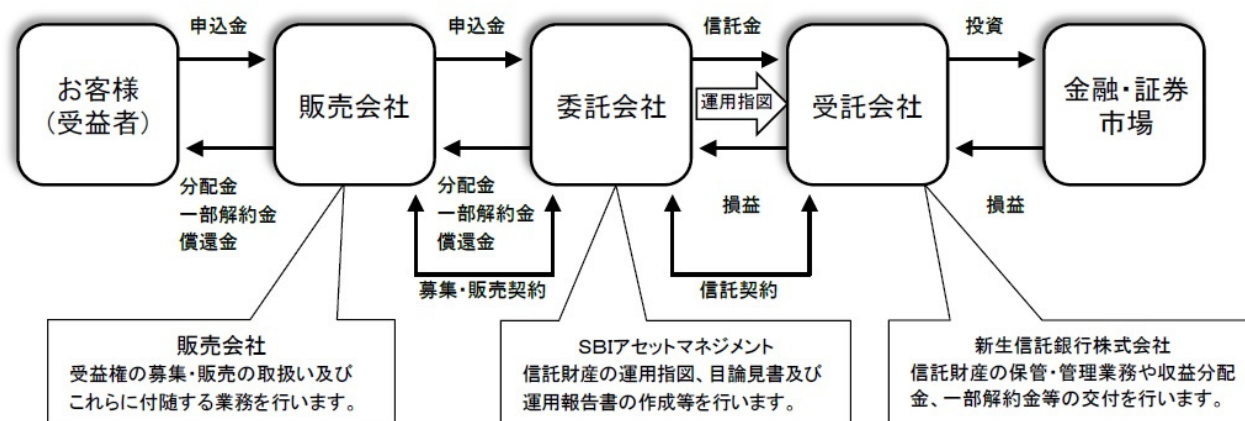 申込金
申込金
信託金
投資
お客様
(受益者)
販売会社
委託会社
運用指図
受託会社
金融・証券
市場
分配金
一部解約金
償還金
分配金
一部解約金
償還金
損益
損益
募集・販売契約
信託契約
販売会社
受益権の募集・販売の取扱い及び
これらに付随する業務を行います。
SBIアセットマネジメント
信託財産の運用指図、目論見書及び
運用報告書の作成等を行います。
新生信託銀行株式会社
信託財産の保管・管理業務や収益分配
金、一部解約金等の交付を行います。